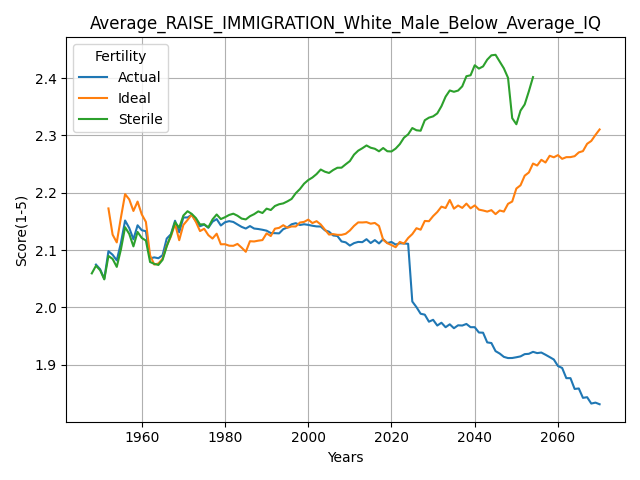 Average_RAISE_IMMIGRATION_White_Male_Below_Average_IQ
Fertility
Actual
Ideal
Sterile
Score(1-5)
2.4
2.3
2.2
2.1
2.0
1.9
1960
1980
2000
2020
2040
2060
Years